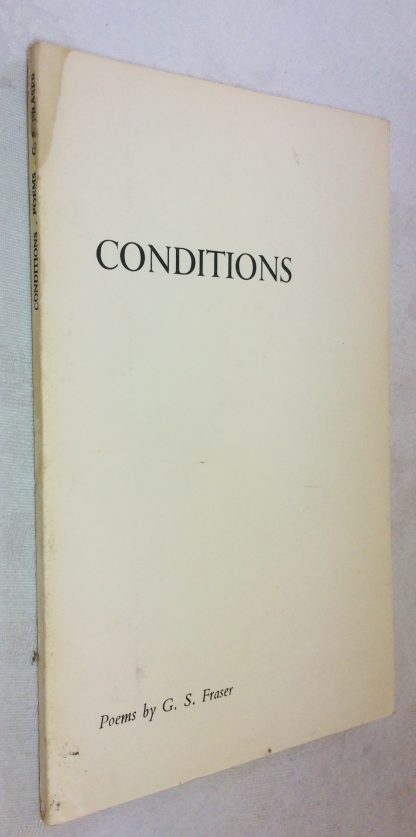 CONDITIONS
Poems by G. S. Fraser
CONDITIONS . POEMS . G. S. FRASER